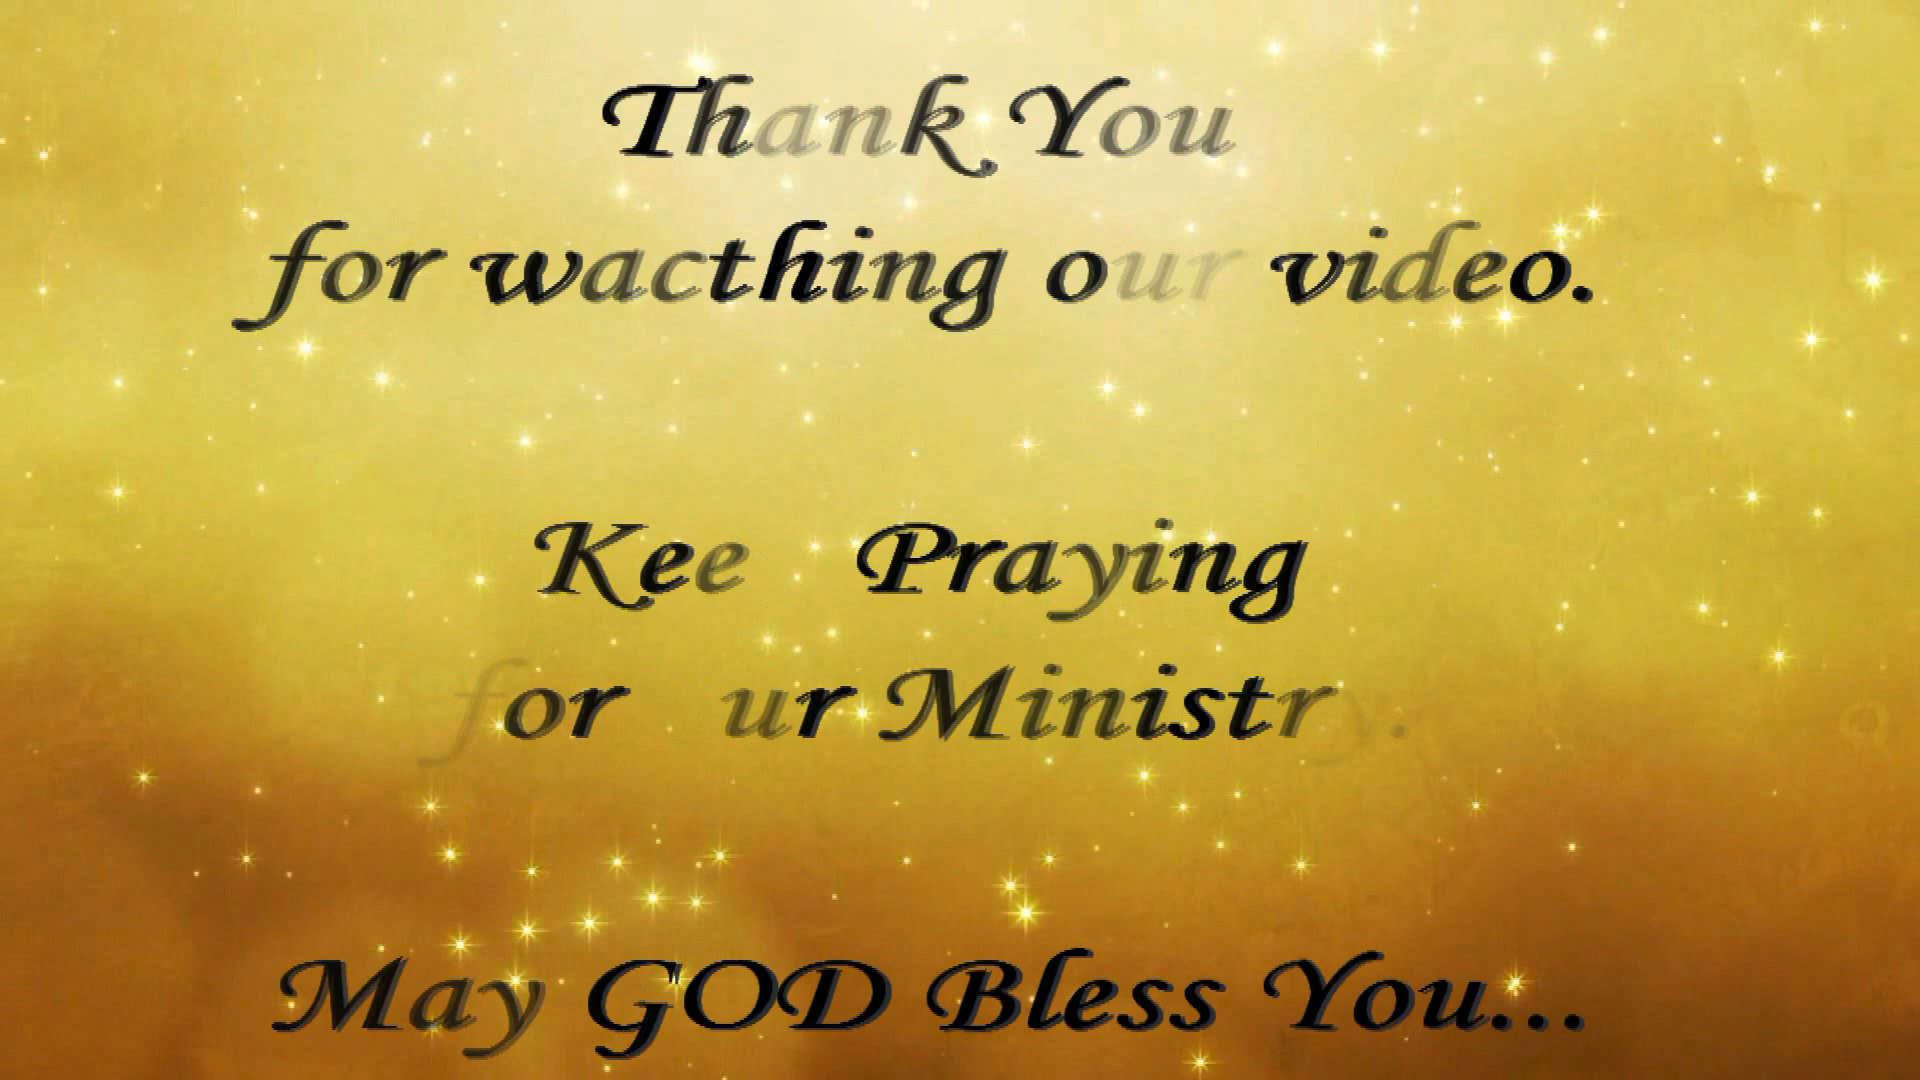 Thank You
for wacthing our video.
Kee Praying
for ur Ministry.
May GOD Bless You...